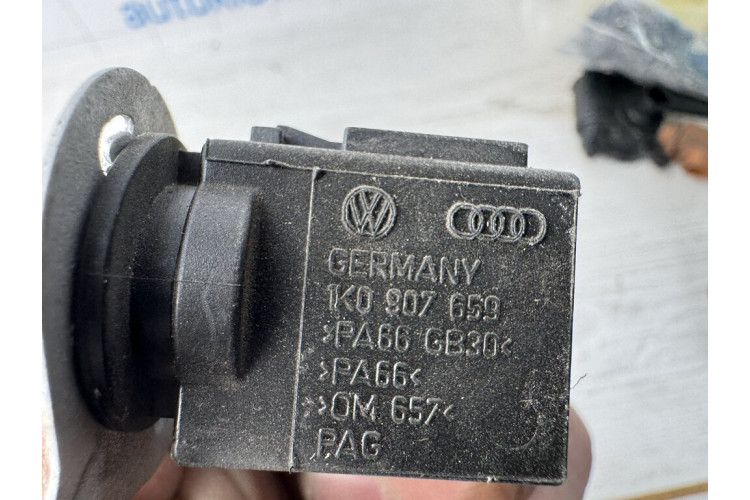 GERMANY
1K0 907 659
>PA66 GB30<
>PA66<
>OM 657<
PAG